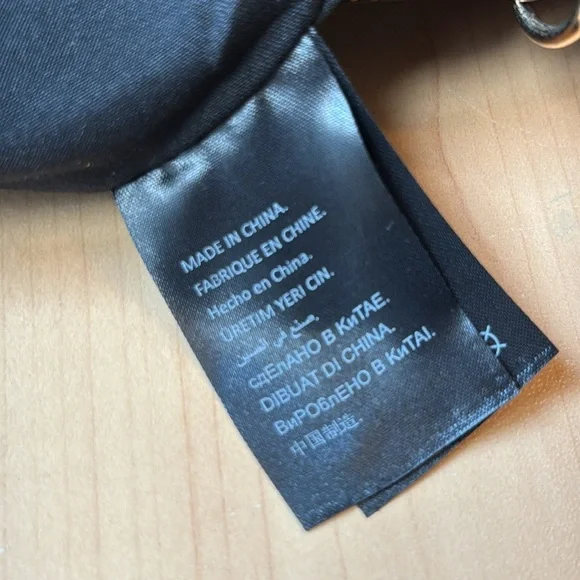 MADE IN CHINA.
FABRIQUE EN CHINE.
Hecho en China.
ÜRETIM YERI CIN.
صنع في الصين.
сдЕлАНО В КиТАЕ.
DIBUAT DI CHINA.
ВиРОблЕНО В КиТАІ.
中国制造.